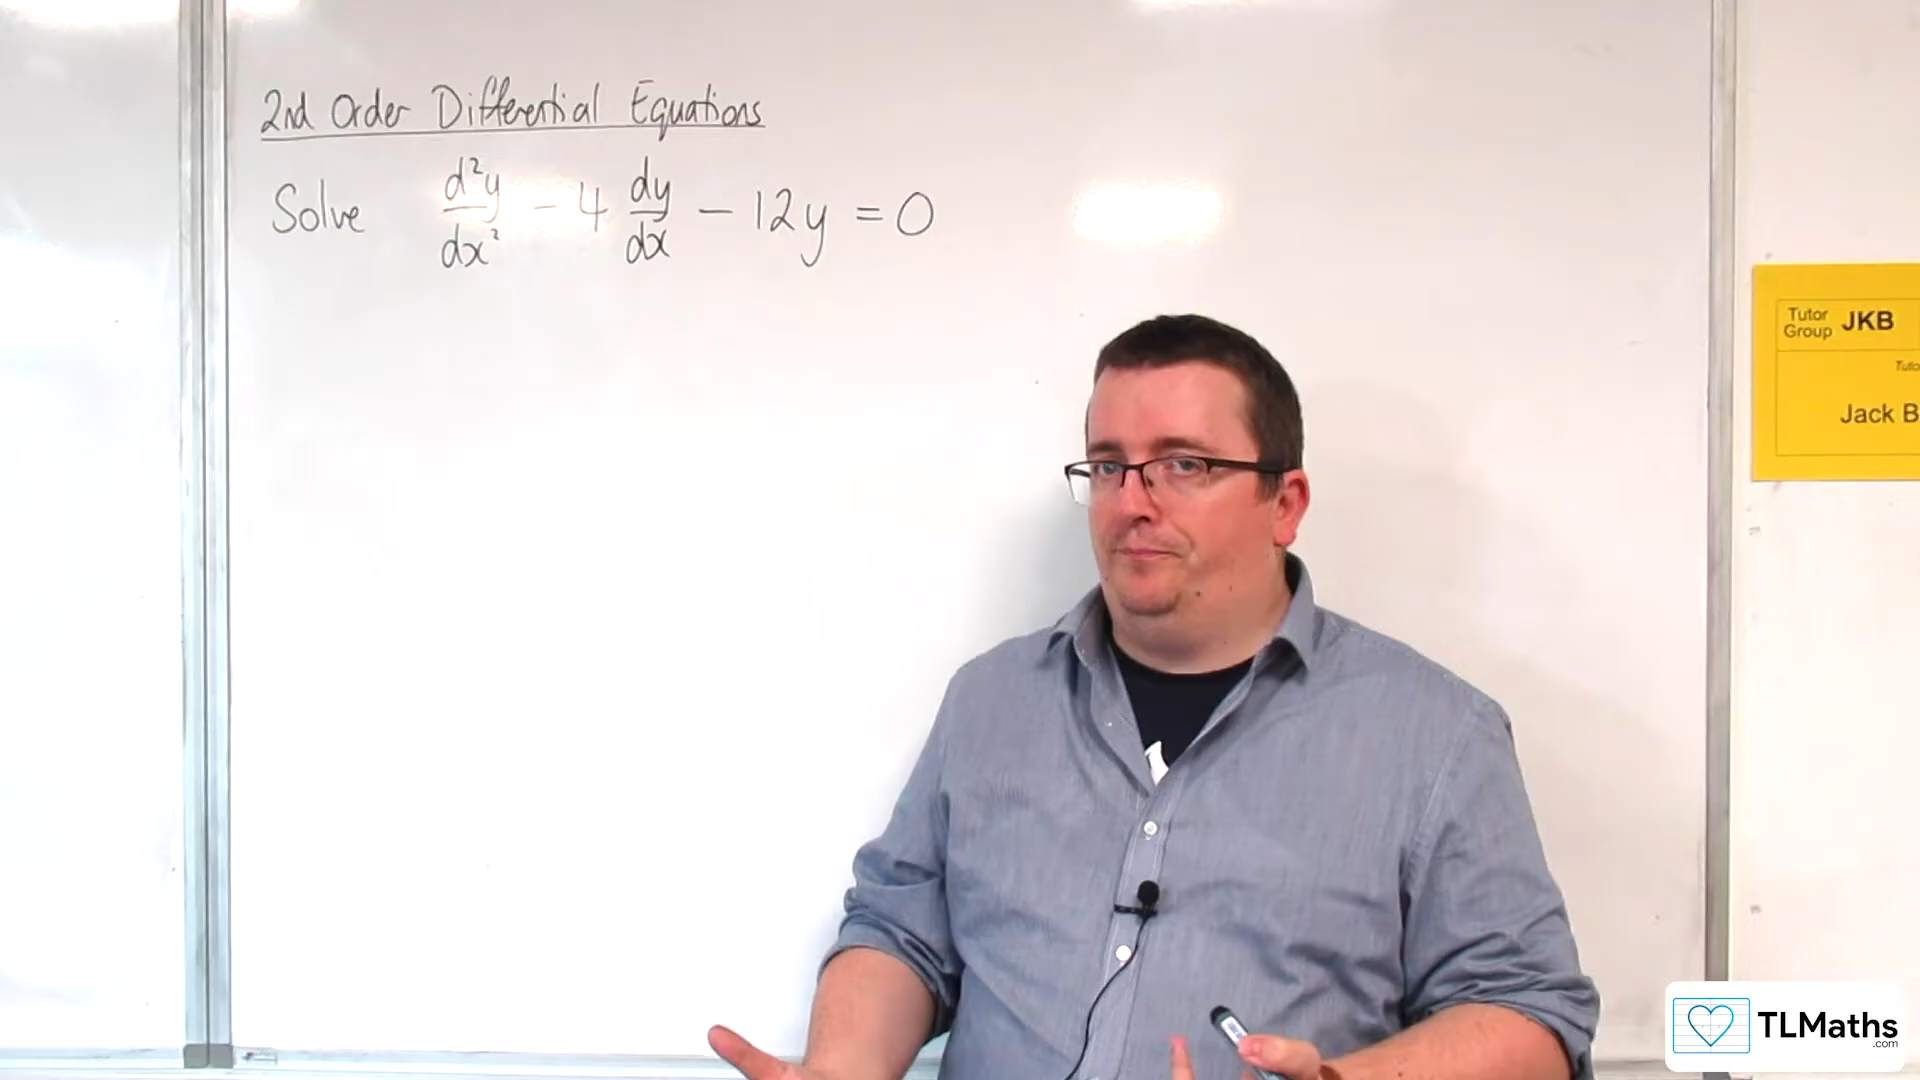 2nd Order Differential Equations
Solve d²y/dx² - 4 dy/dx - 12y = 0
Tutor Group JKB
Jack B
TLMaths
.com